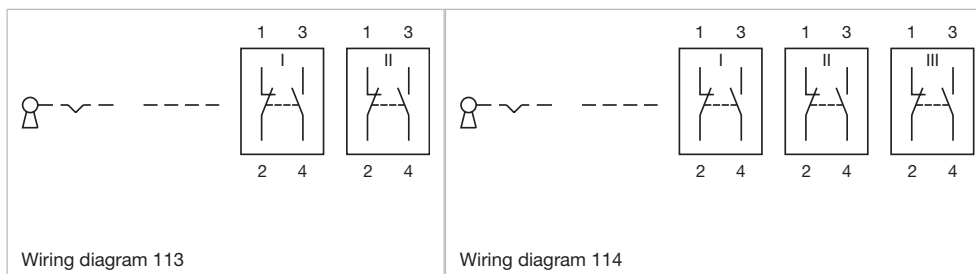 1 3 1 3
I II
2 4 2 4
Wiring diagram 113
1 3 1 3 1 3
I II III
2 4 2 4 2 4
Wiring diagram 114